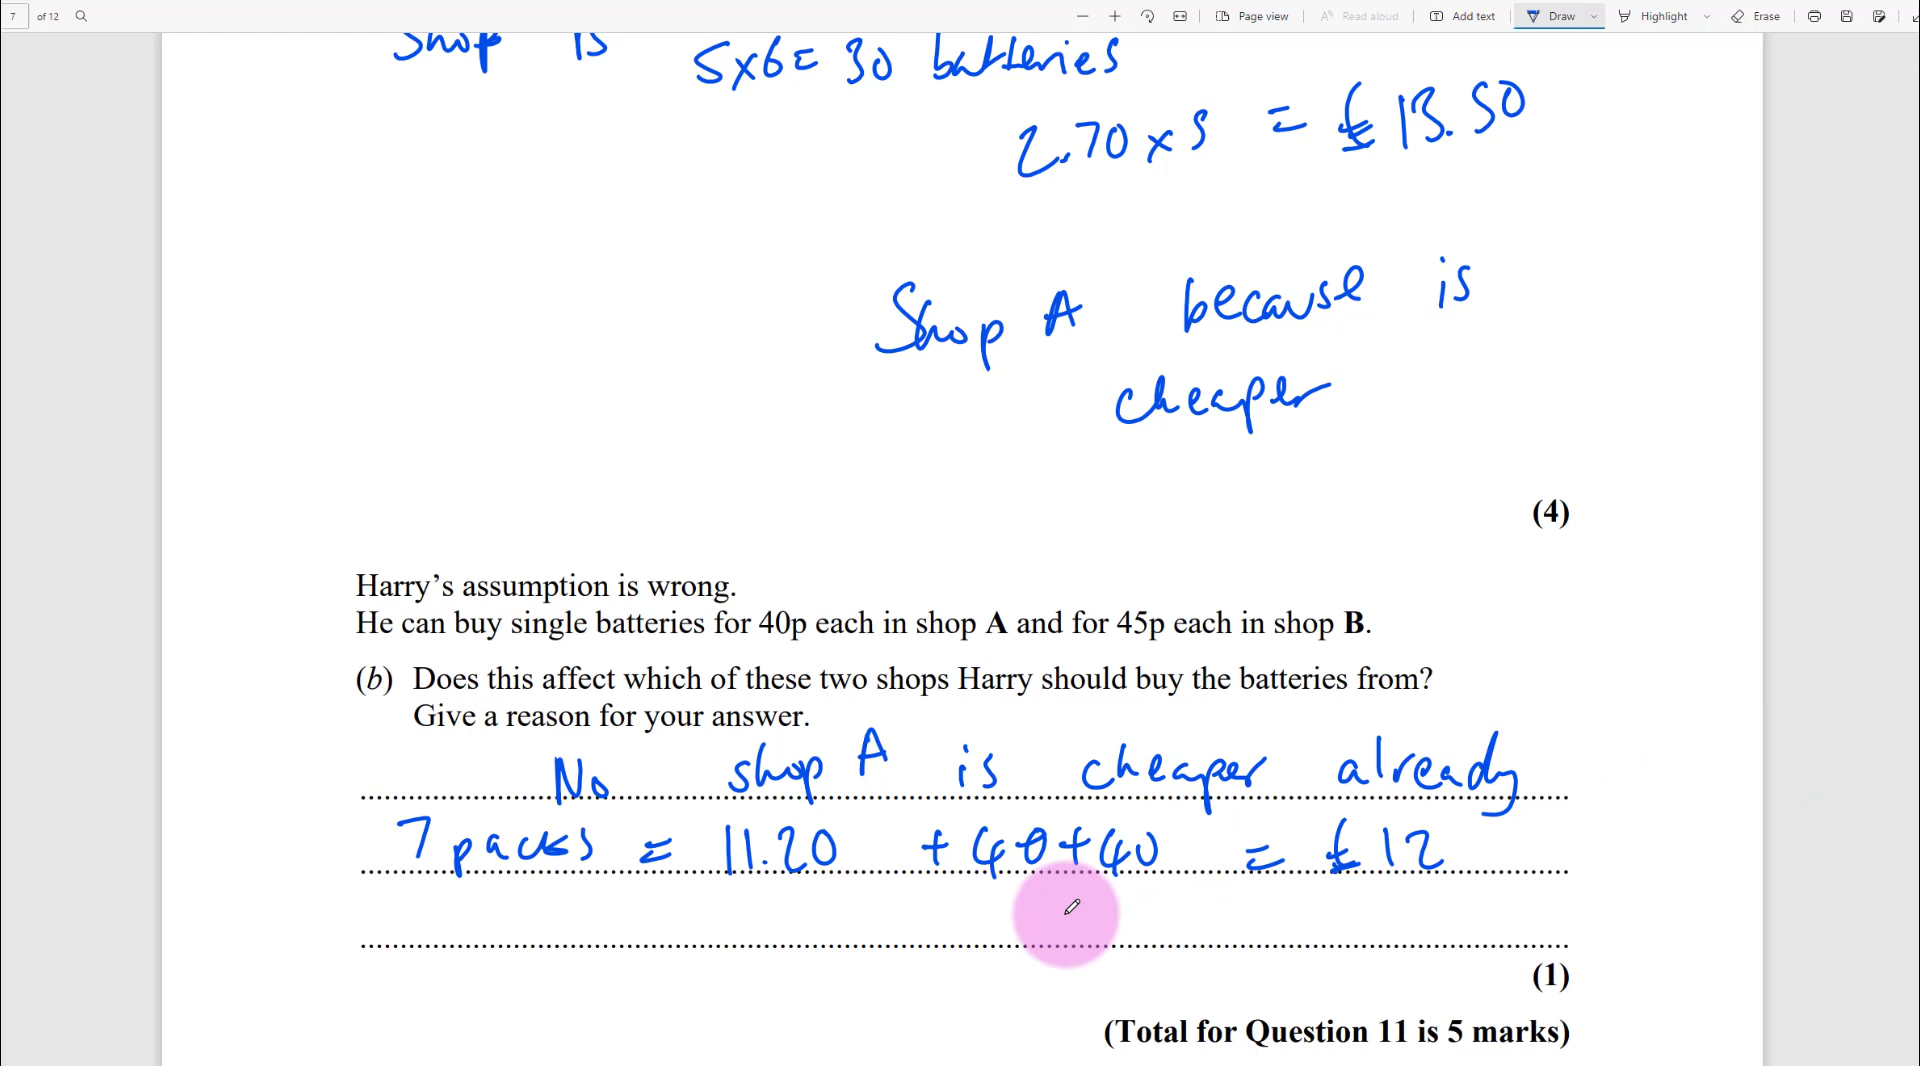 7 of 12 Page view Read aloud Add text Draw Highlight Erase
Shop is 5x6= 30 batteries
2.70 x 5 = £13.50
Shop A because is
cheaper
(4)
Harry’s assumption is wrong.
He can buy single batteries for 40p each in shop A and for 45p each in shop B.
(b) Does this affect which of these two shops Harry should buy the batteries from?
Give a reason for your answer.
No shop A is cheaper already
7 packs = 11.20 + 40+40 = £12
(1)
(Total for Question 11 is 5 marks)